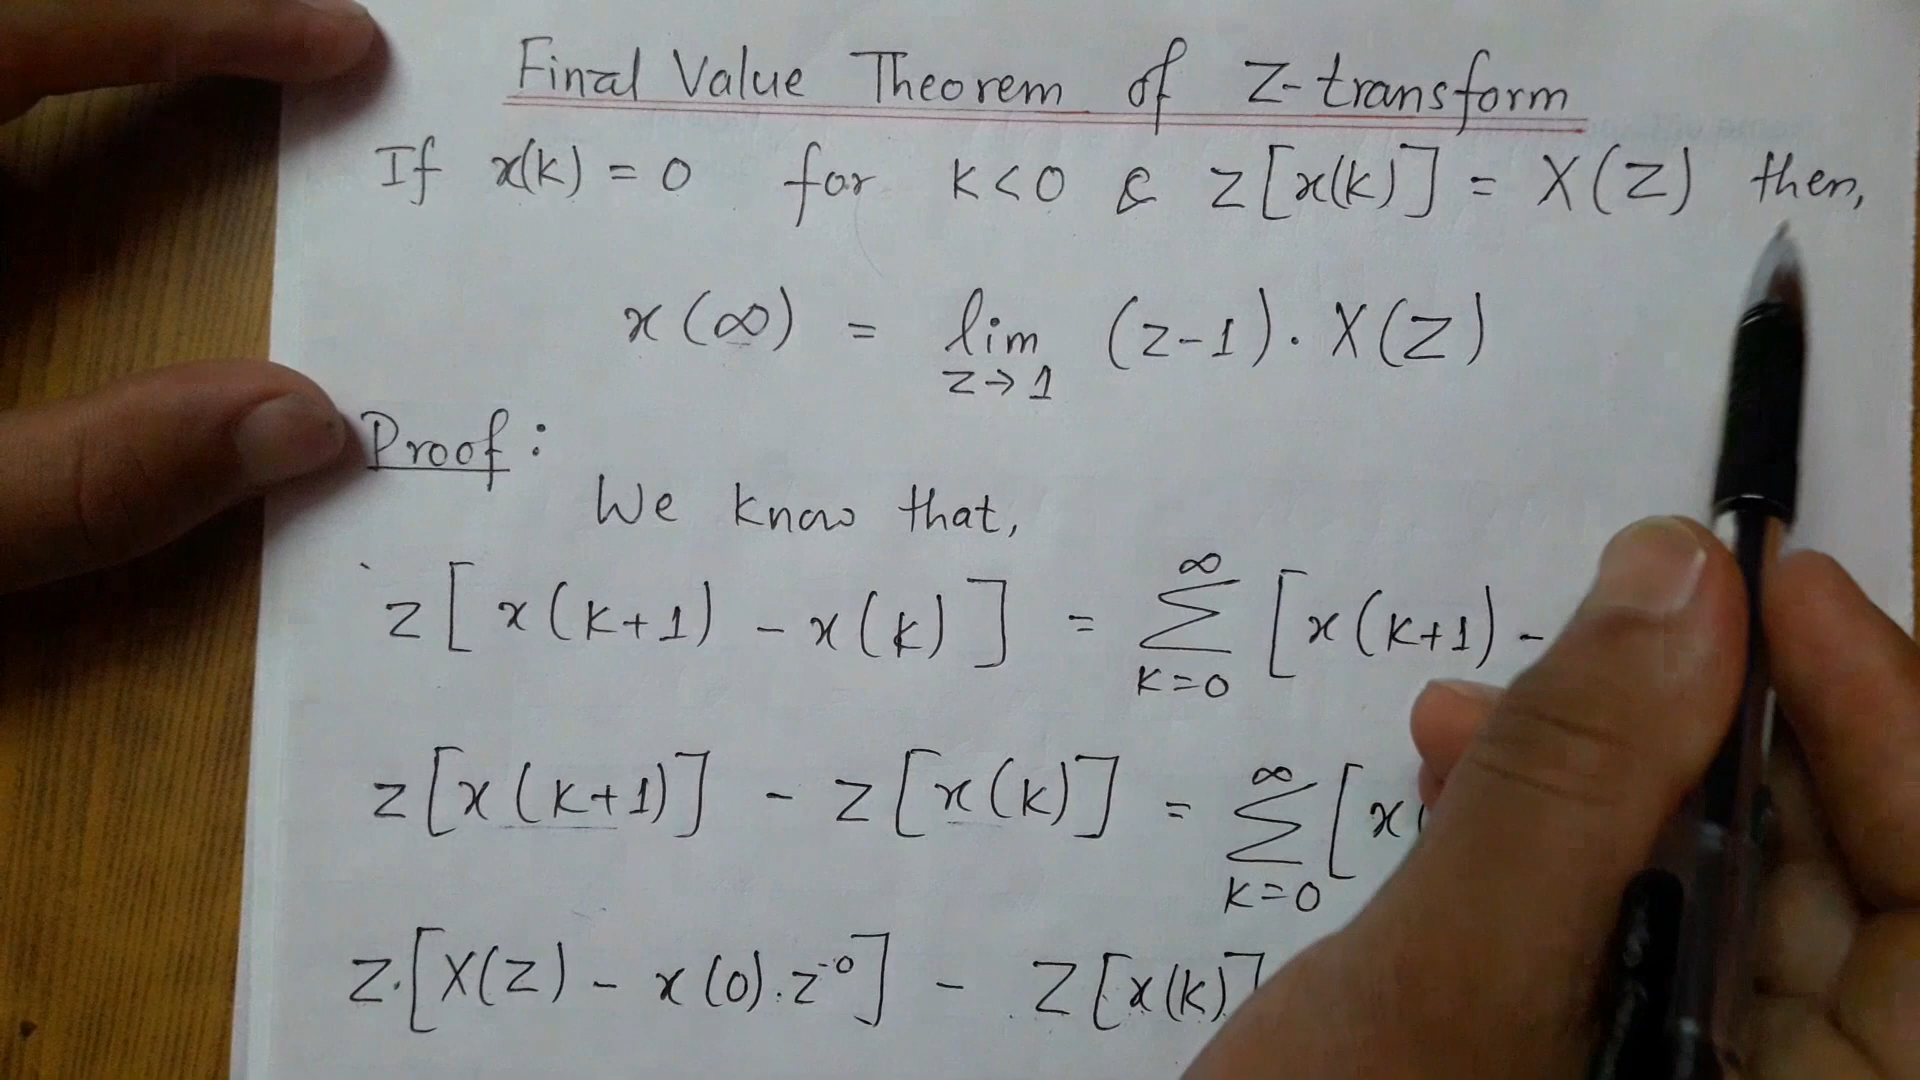 Final Value Theorem of Z-transform
If x(k) = 0 for k<0 & Z[x(k)] = X(Z) then,
x(∞) = lim (z-1). X(Z)
z→1
Proof:
We know that,
z[x(k+1) - x(k)] = ∞∑k=0 [x(k+1) -
z[x(k+1)] - z[x(k)] = ∞∑k=0 [x(
Z.[X(Z) - x(0).z⁻⁰] - Z[x(k)]